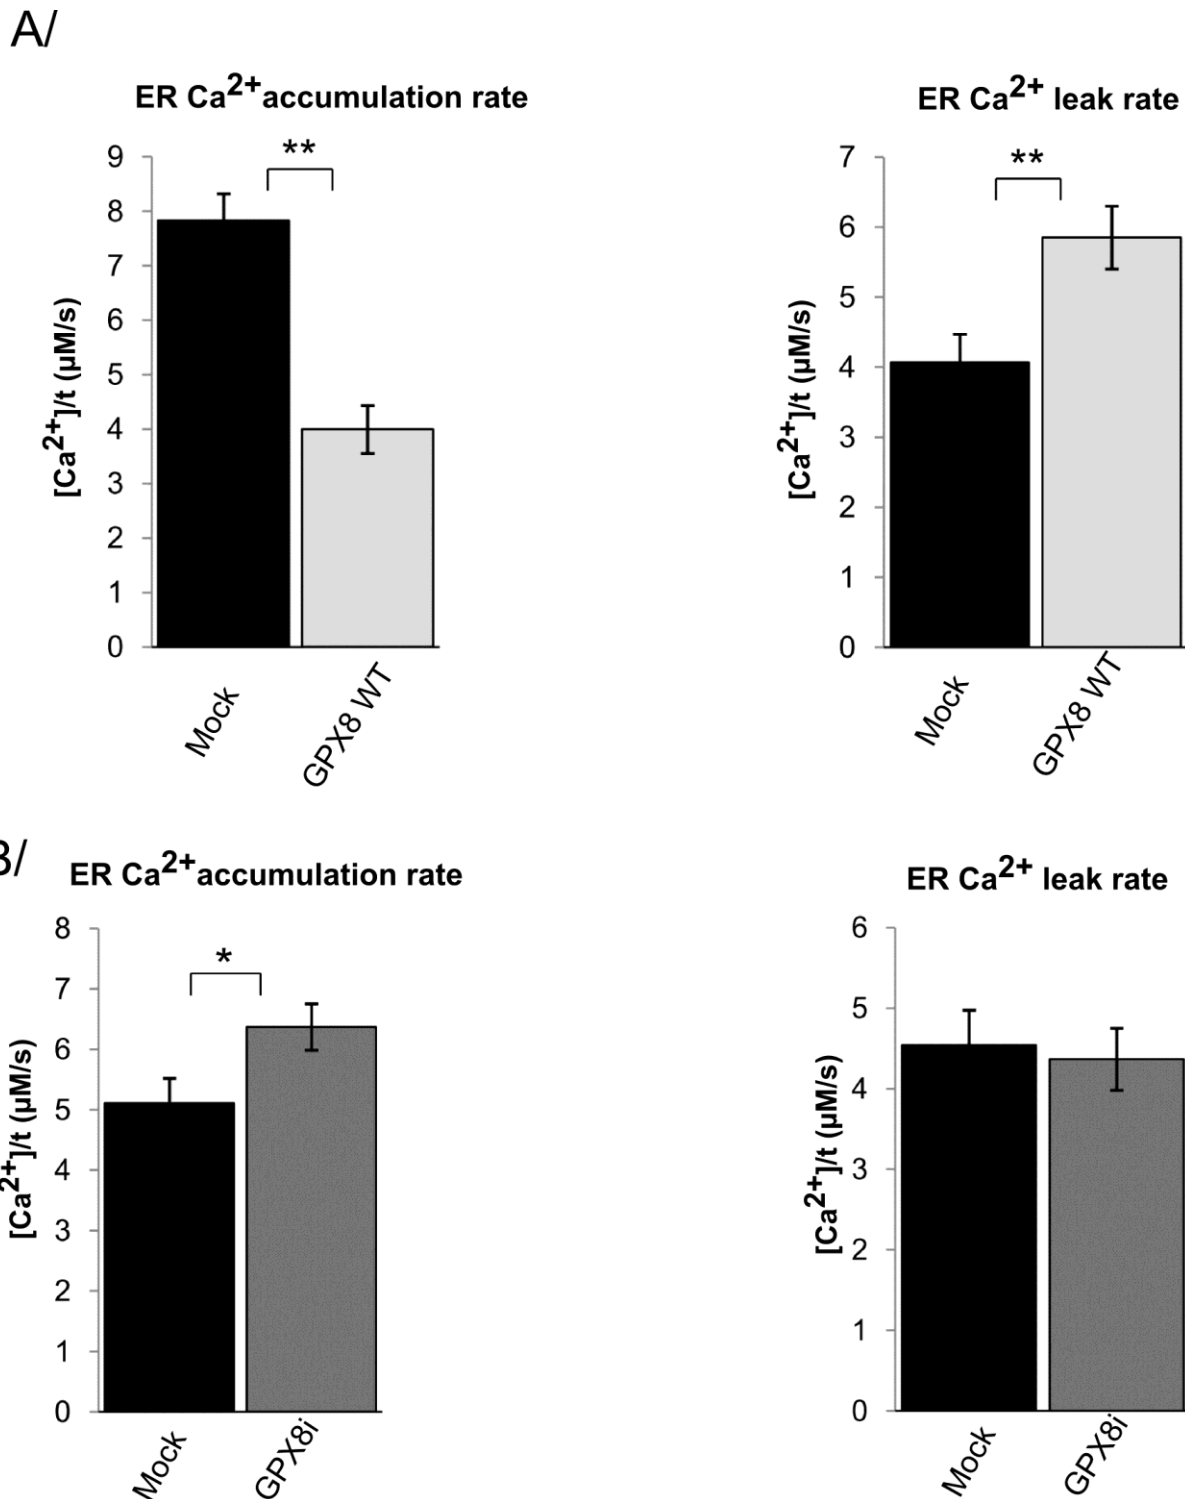 A/
ER Ca2+ accumulation rate
**
9
8
7
6
5
4
3
2
1
0
[Ca2+]/t (µM/s)
Mock
GPX8 WT
ER Ca2+ leak rate
**
7
6
5
4
3
2
1
0
[Ca2+]/t (µM/s)
Mock
GPX8 WT
B/
ER Ca2+ accumulation rate
*
8
7
6
5
4
3
2
1
0
[Ca2+]/t (µM/s)
Mock
GPX8i
ER Ca2+ leak rate
6
5
4
3
2
1
0
[Ca2+]/t (µM/s)
Mock
GPX8i